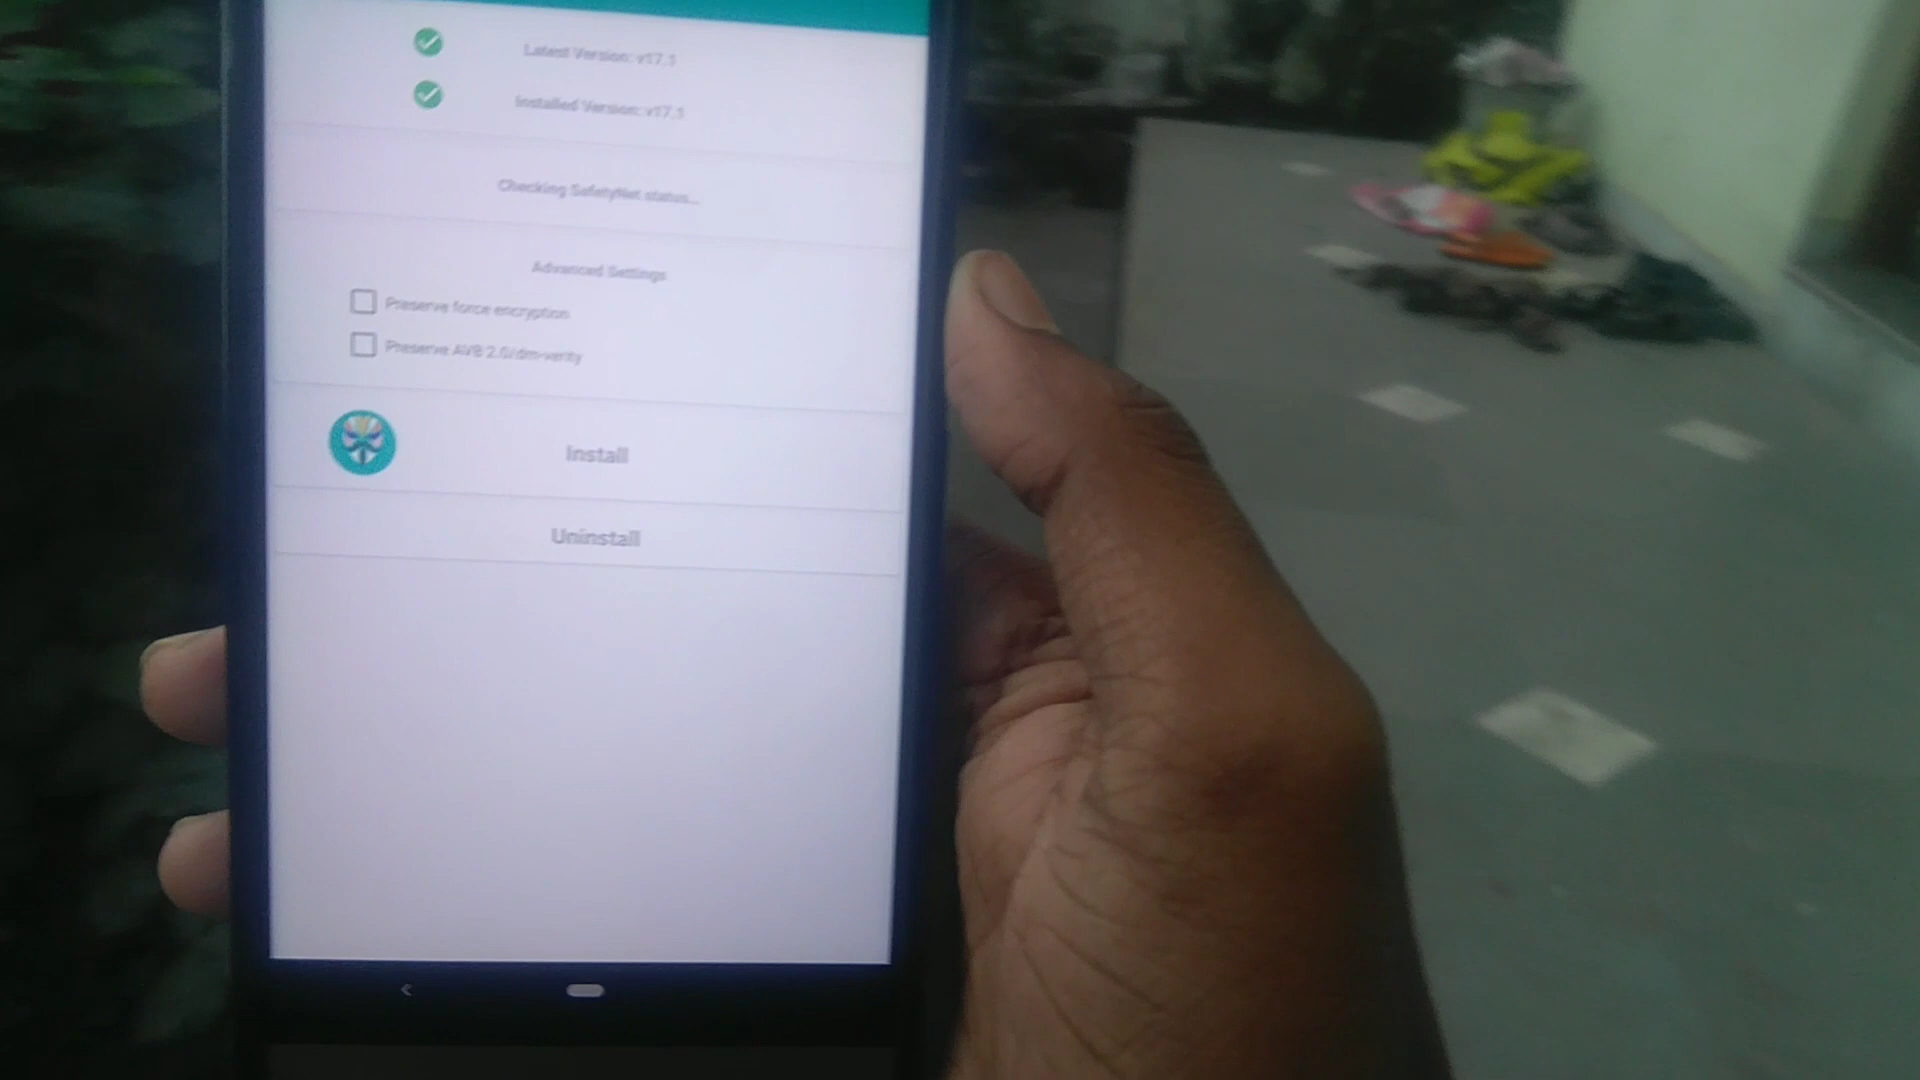 Latest Version: v17.1
Installed Version: v17.1
Checking SafetyNet status...
Advanced Settings
Preserve force encryption
Preserve AVB 2.0/dm-verity
Install
Uninstall